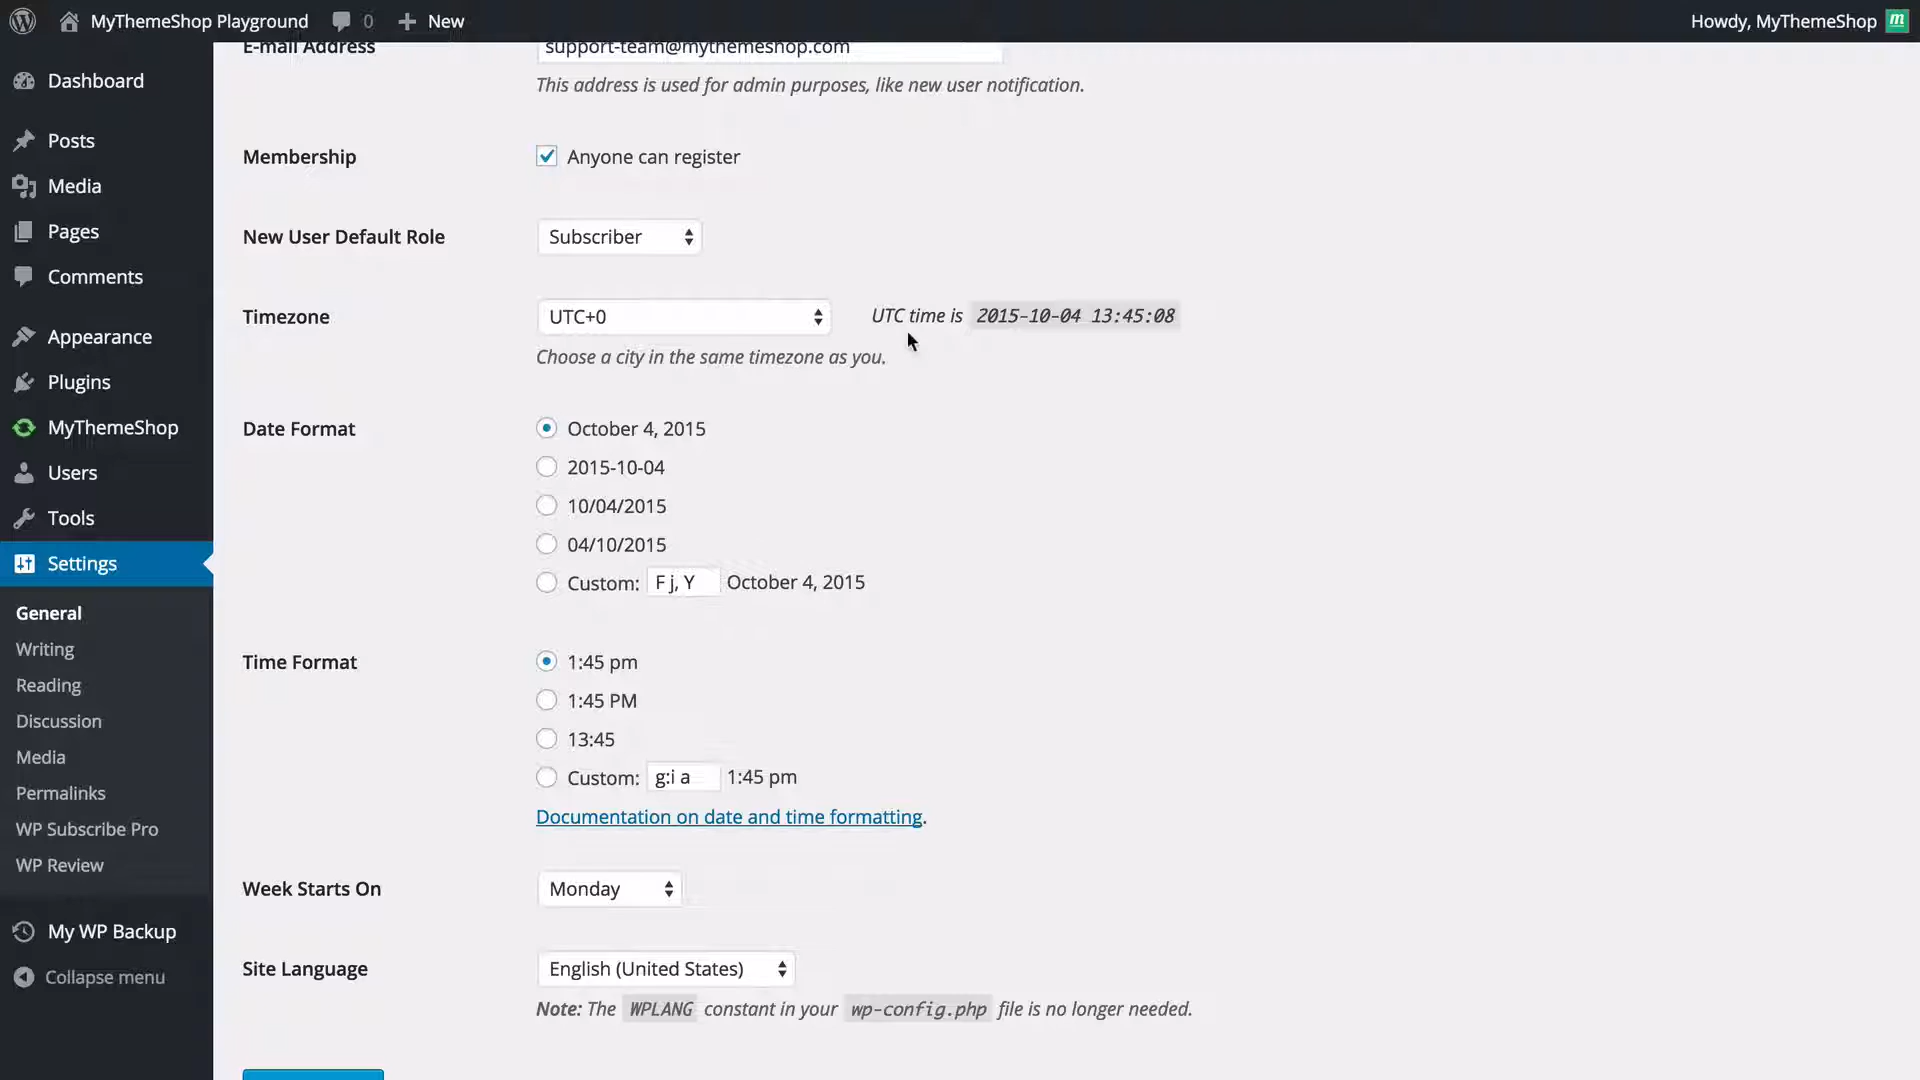 MyThemeShop Playground 0 New Howdy, MyThemeShop m
E-mail Address support-team@mythemeshop.com
This address is used for admin purposes, like new user notification.
Dashboard
Posts
Media
Pages
Comments
Appearance
Plugins
MyThemeShop
Users
Tools
Settings
General
Writing
Reading
Discussion
Media
Permalinks
WP Subscribe Pro
WP Review
My WP Backup
Collapse menu
Membership Anyone can register
New User Default Role Subscriber
Timezone UTC+0 UTC time is 2015-10-04 13:45:08
Choose a city in the same timezone as you.
Date Format October 4, 2015
2015-10-04
10/04/2015
04/10/2015
Custom: F j, Y October 4, 2015
Time Format 1:45 pm
1:45 PM
13:45
Custom: g:i a 1:45 pm
Documentation on date and time formatting.
Week Starts On Monday
Site Language English (United States)
Note: The WPLANG constant in your wp-config.php file is no longer needed.